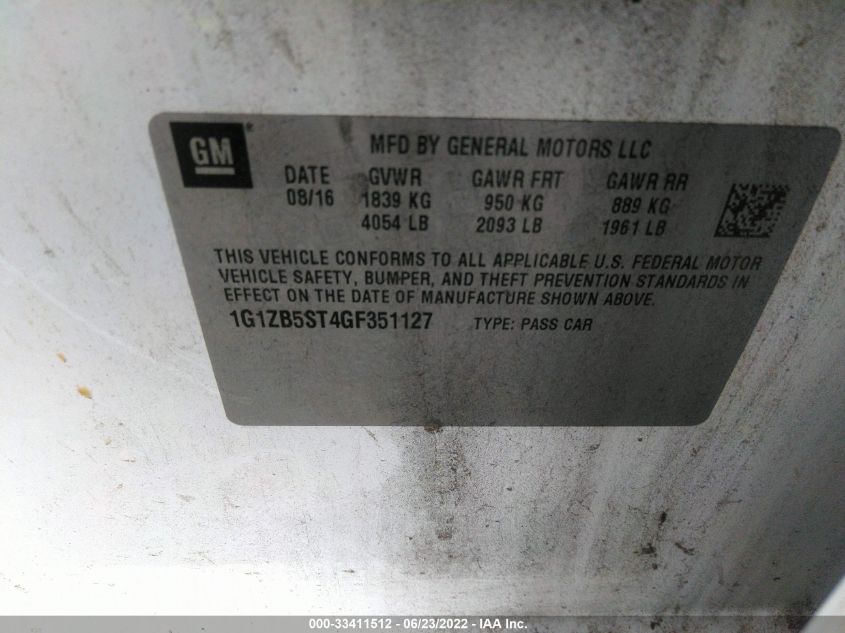 GM
MFD BY GENERAL MOTORS LLC
DATE GVWR GAWR FRT GAWR RR
08/16 1839 KG 950 KG 889 KG
4054 LB 2093 LB 1961 LB
THIS VEHICLE CONFORMS TO ALL APPLICABLE U.S. FEDERAL MOTOR
VEHICLE SAFETY, BUMPER, AND THEFT PREVENTION STANDARDS IN
EFFECT ON THE DATE OF MANUFACTURE SHOWN ABOVE.
1G1ZB5ST4GF351127 TYPE: PASS CAR
000-33411512 - 06/23/2022 - IAA Inc.